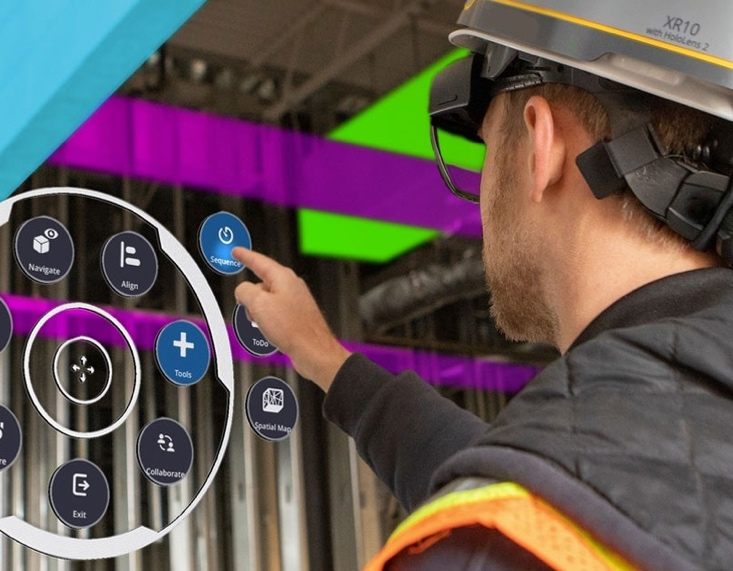 XR10
with HoloLens 2
Navigate
Align
Sequence
Tools
ToDo
Spatial Map
Collaborate
Exit